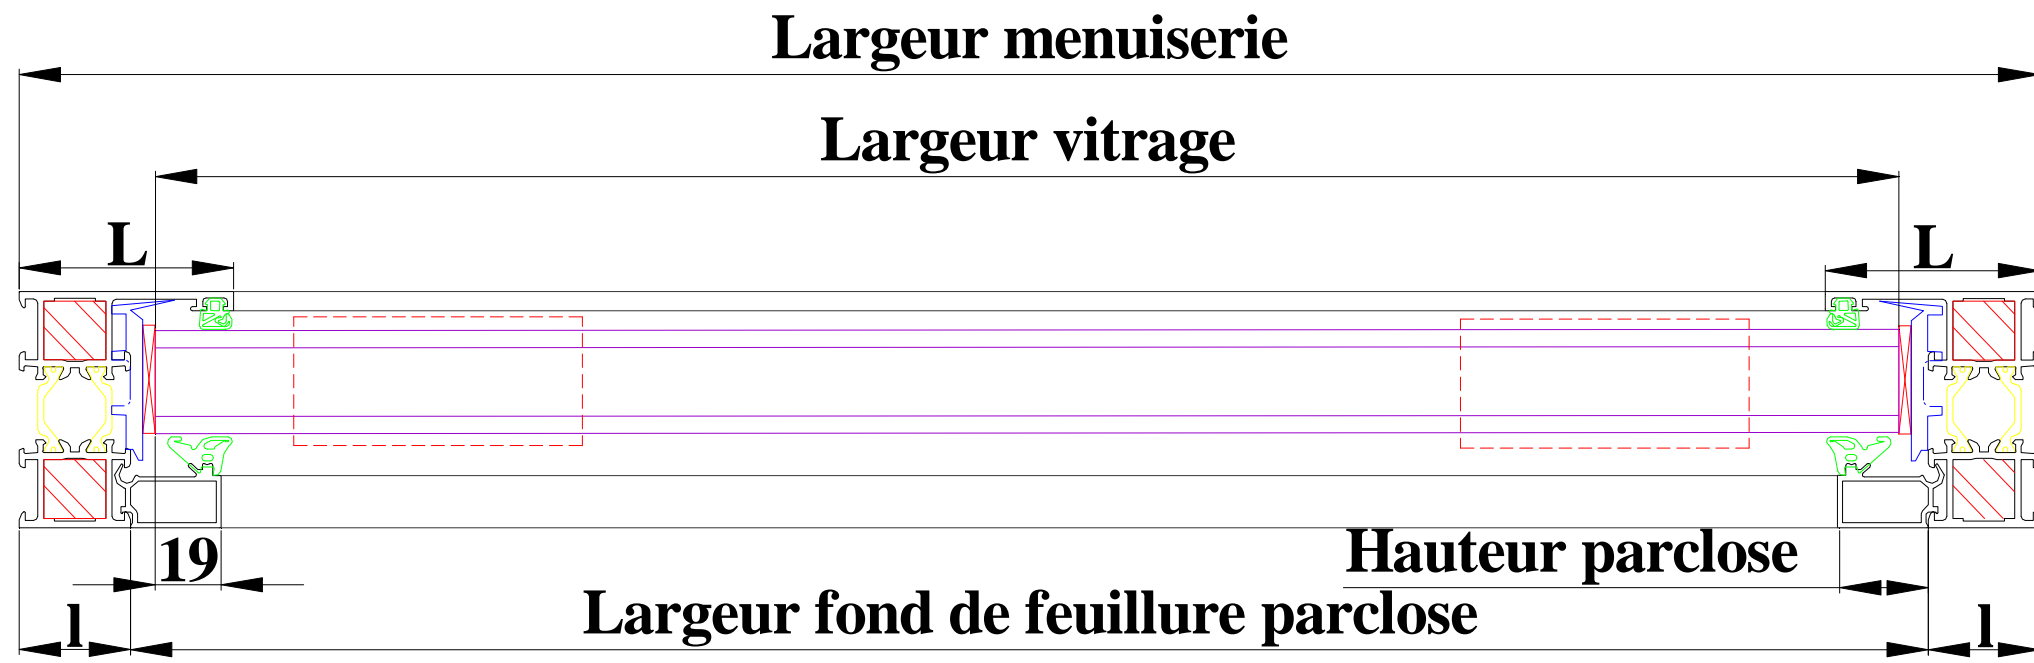 Largeur menuiserie
Largeur vitrage
L
L
19
Hauteur parclose
l
Largeur fond de feuillure parclose
l